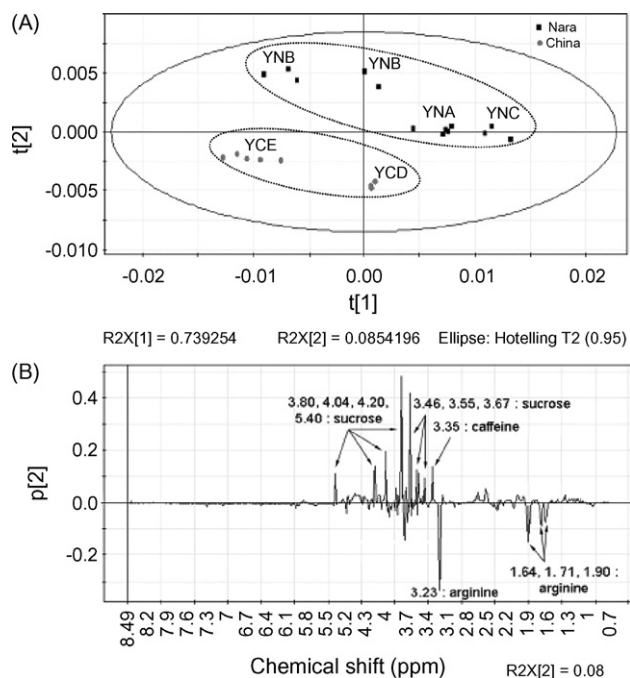 (A)
Nara
China
YNB
YNB
YNA
YNC
YCE
YCD
t[2]
0.005
0.000
-0.005
-0.010
-0.02
-0.01
0.00
0.01
0.02
t[1]
R2X[1] = 0.739254 R2X[2] = 0.0854196 Ellipse: Hotelling T2 (0.95)
(B)
p[2]
0.4
0.2
0.0
-0.2
3.80, 4.04, 4.20,
5.40 : sucrose
3.46, 3.55, 3.67 : sucrose
3.35 : caffeine
3.23 : arginine
1.64, 1.71, 1.90 :
arginine
8.49 8.2 7.9 7.6 7.3 7 6.7 6.4 6.1 5.8 5.5 5.2 4.9 4.6 4.3 4 3.7 3.4 3.1 2.8 2.5 2.2 1.9 1.6 1.3 1 0.7
Chemical shift (ppm)
R2X[2] = 0.08